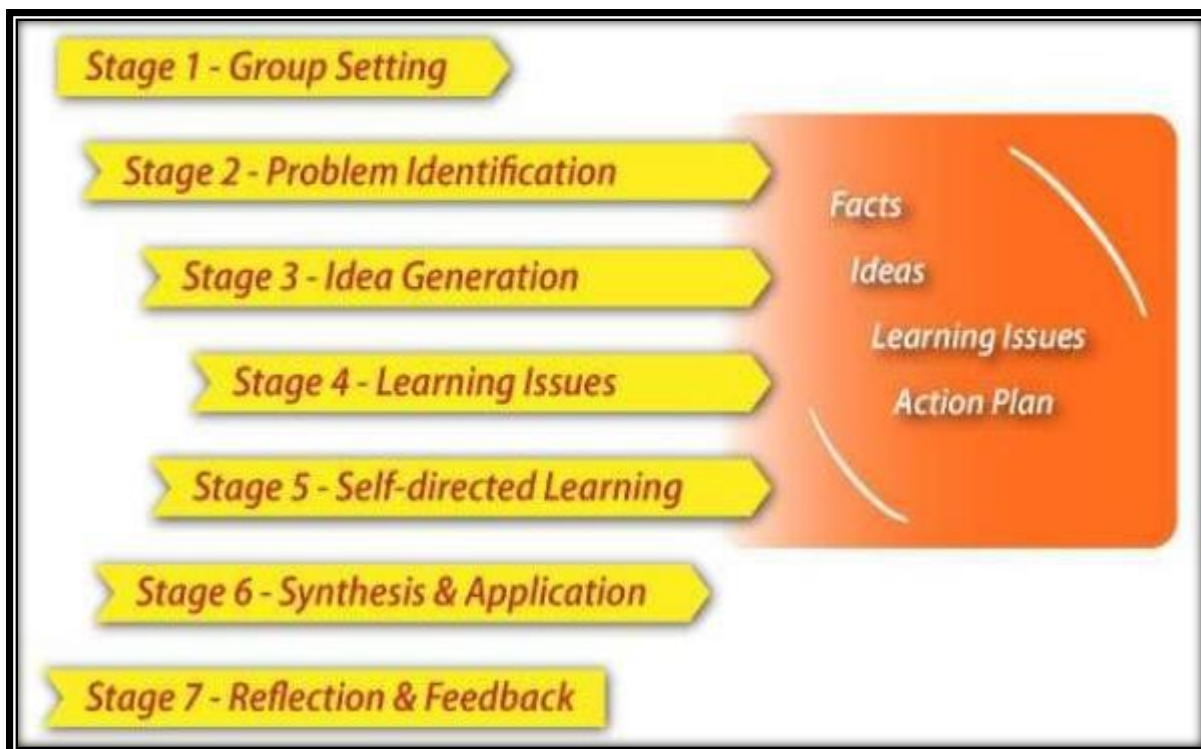 Stage 1 - Group Setting
Stage 2 - Problem Identification
Stage 3 - Idea Generation
Stage 4 - Learning Issues
Stage 5 - Self-directed Learning
Stage 6 - Synthesis & Application
Stage 7 - Reflection & Feedback
Facts
Ideas
Learning Issues
Action Plan